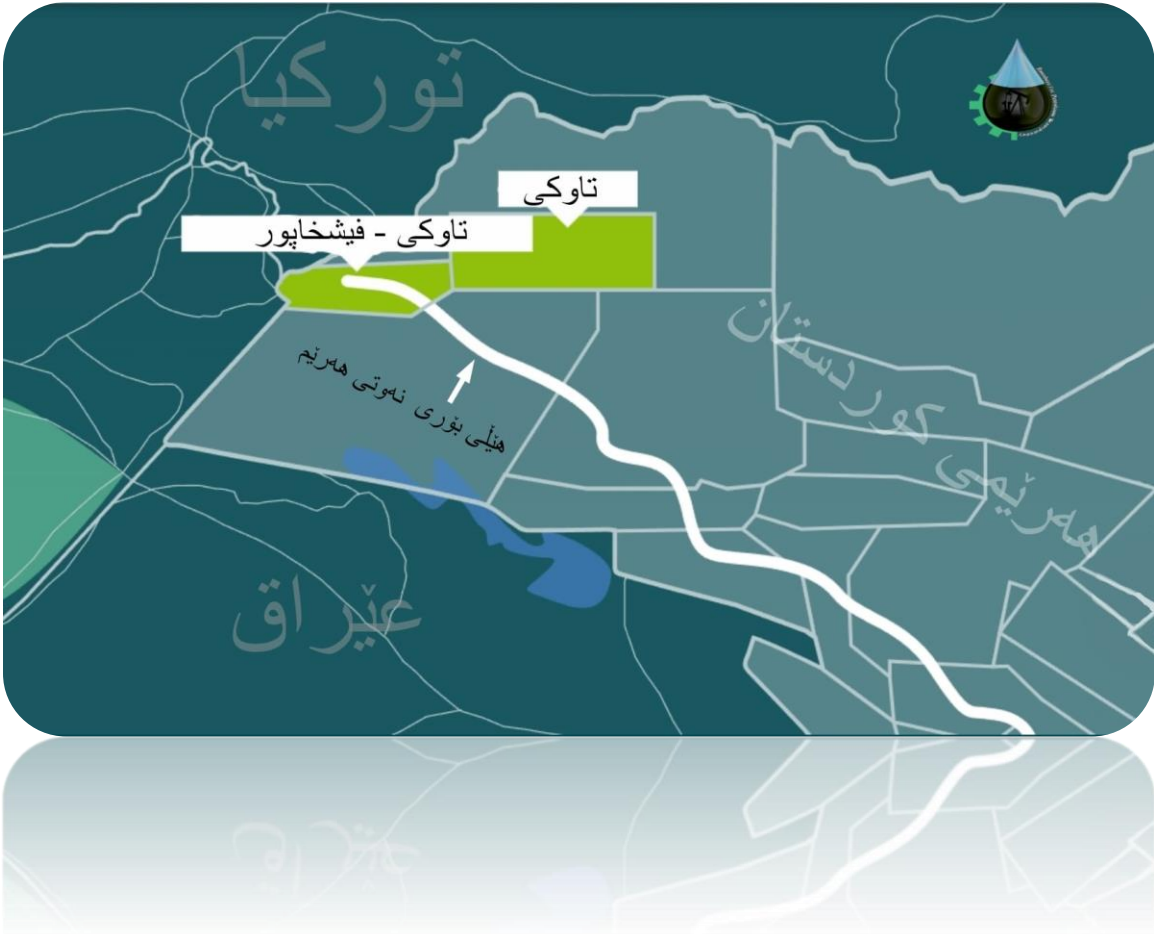 تورکیا
تاوکی
تاوکی - فیشخاپور
هێڵی بۆری نەوتی هەرێم
هەرێمی کوردستان
عێراق